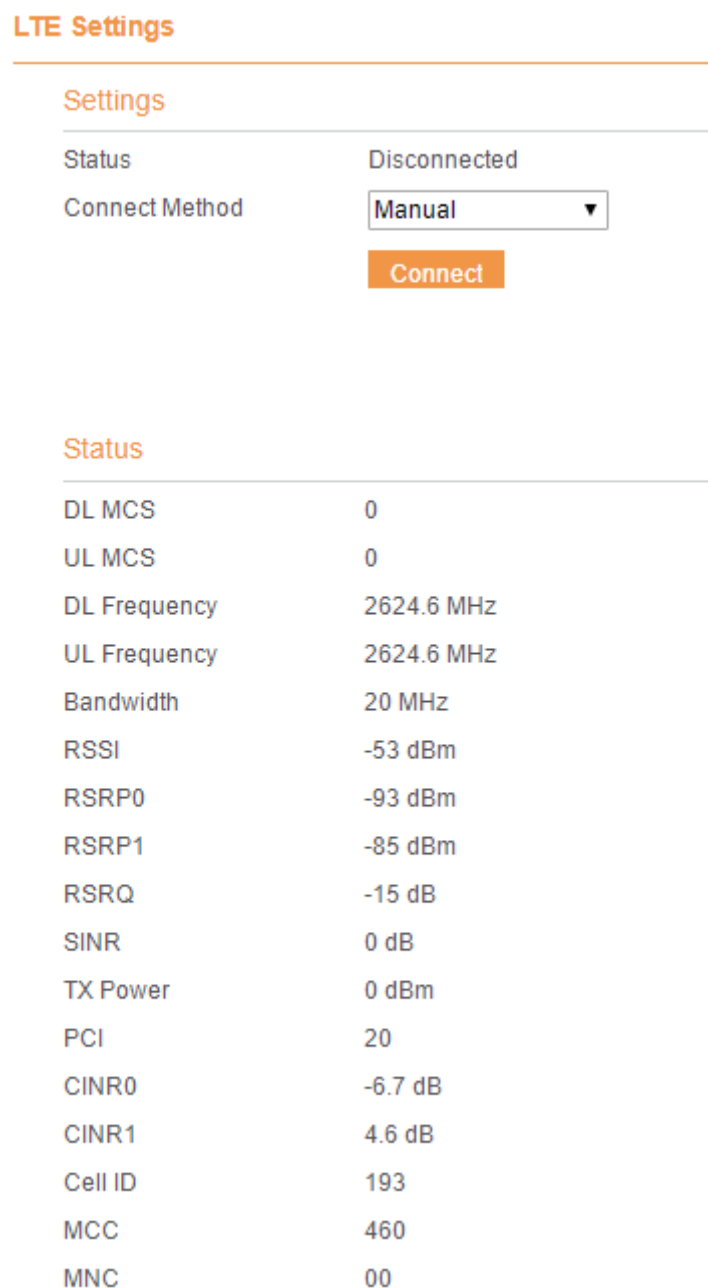 LTE Settings
Settings
Status Disconnected
Connect Method Manual
Connect
Status
DL MCS 0
UL MCS 0
DL Frequency 2624.6 MHz
UL Frequency 2624.6 MHz
Bandwidth 20 MHz
RSSI -53 dBm
RSRP0 -93 dBm
RSRP1 -85 dBm
RSRQ -15 dB
SINR 0 dB
TX Power 0 dBm
PCI 20
CINR0 -6.7 dB
CINR1 4.6 dB
Cell ID 193
MCC 460
MNC 00